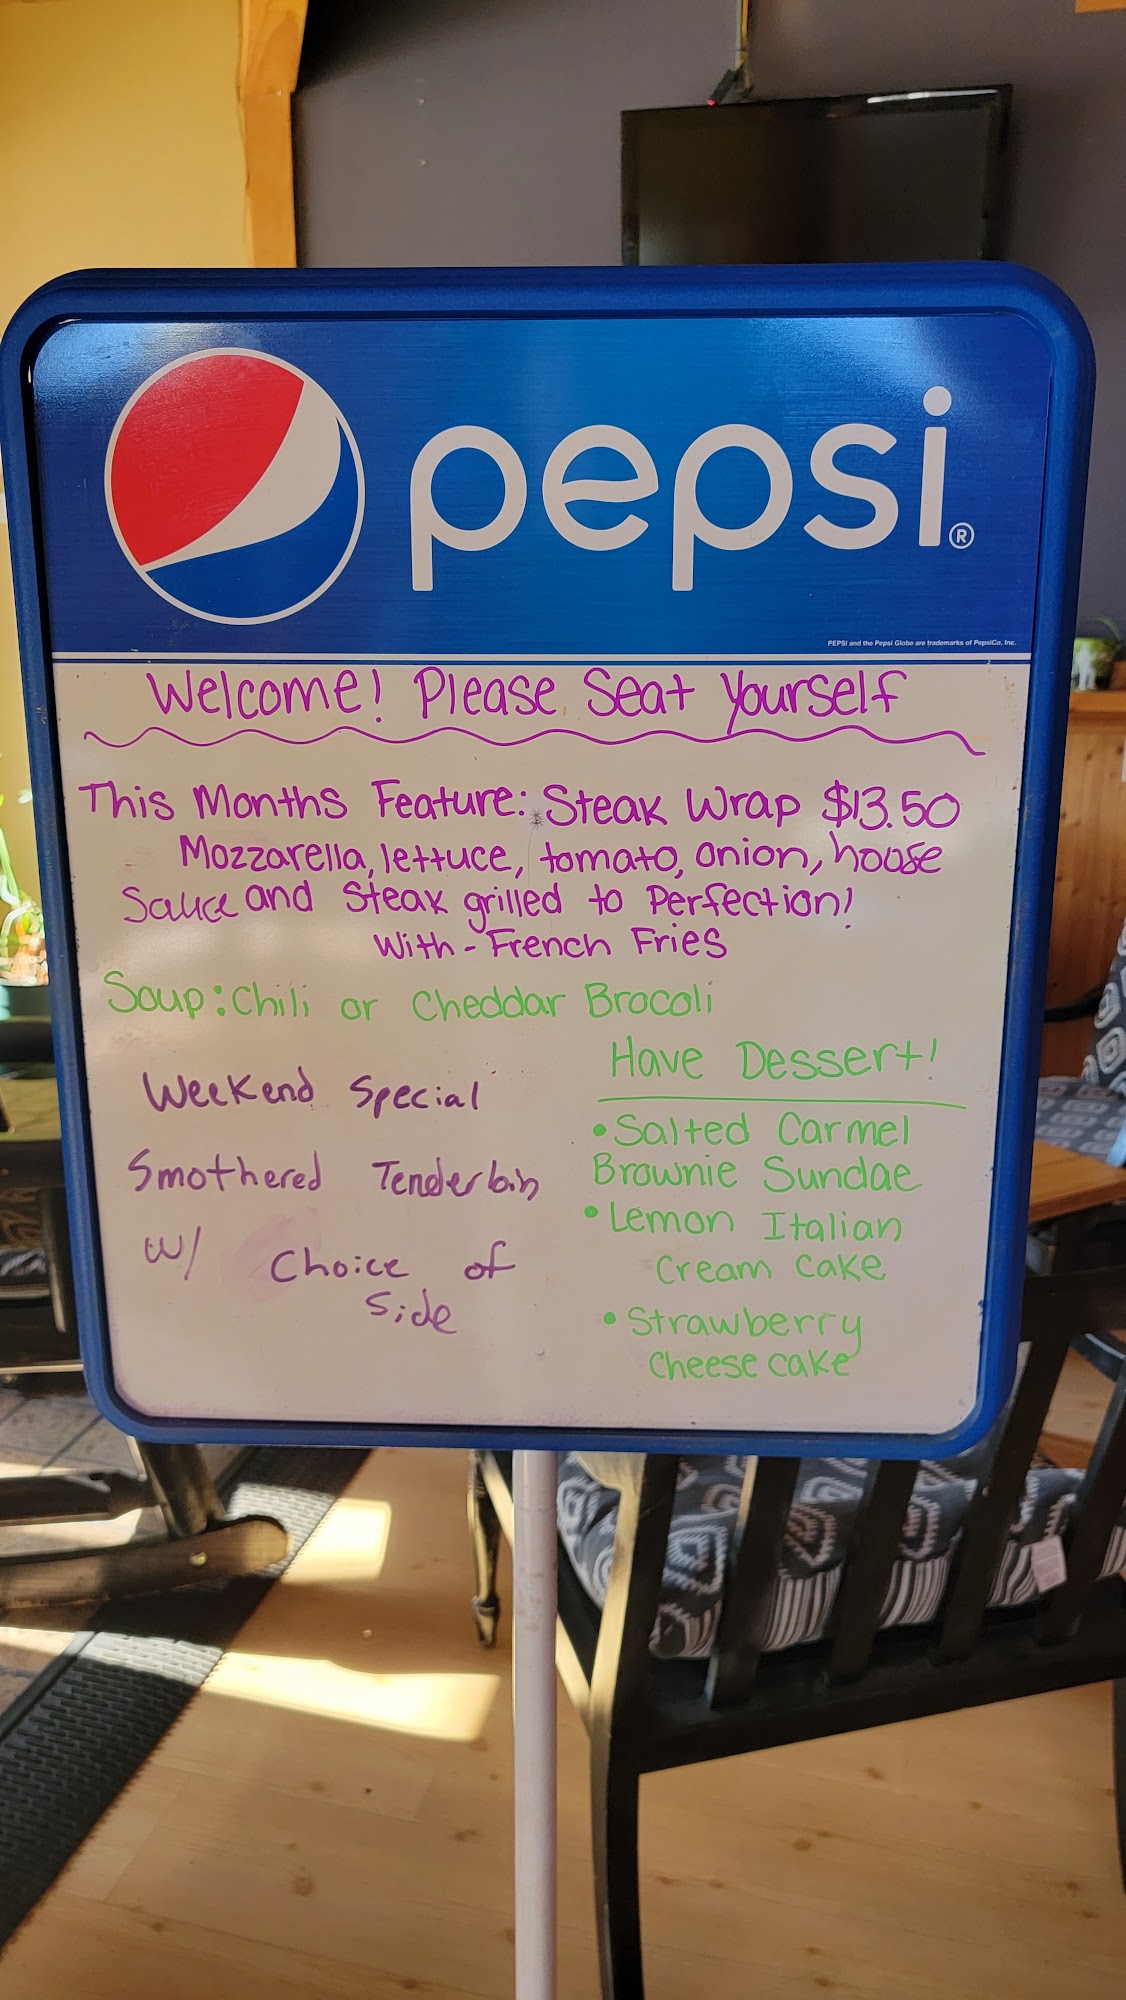 pepsi®
PEPSI and the Pepsi Globe are trademarks of PepsiCo, Inc.
Welcome! Please Seat Yourself
This Months Feature: Steak Wrap $13.50
Mozzarella, lettuce, tomato, onion, house
Sauce and Steak grilled to Perfection!
With - French Fries
Soup: Chili or Cheddar Brocoli
Weekend Special
Smothered Tenderloin
w/ Choice of
Side
Have Dessert!
• Salted Carmel
Brownie Sundae
• Lemon Italian
Cream Cake
• Strawberry
Cheese cake